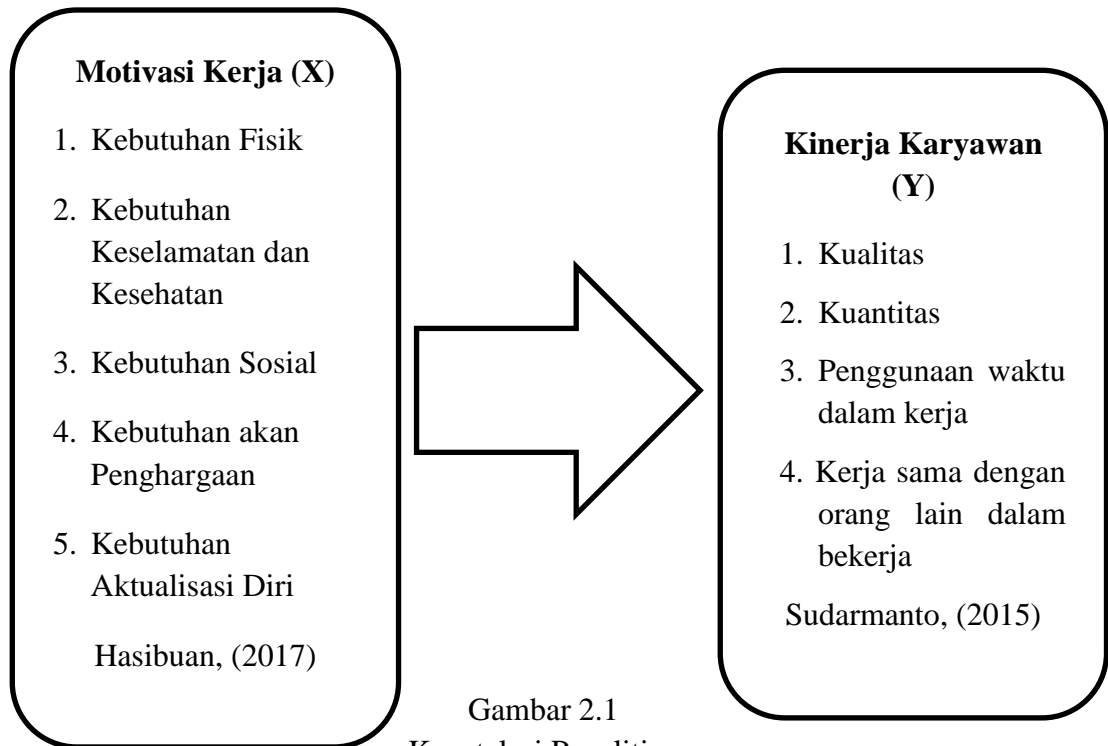 Motivasi Kerja (X)
1. Kebutuhan Fisik
2. Kebutuhan
Keselamatan dan
Kesehatan
3. Kebutuhan Sosial
4. Kebutuhan akan
Penghargaan
5. Kebutuhan
Aktualisasi Diri
Hasibuan, (2017)
Kinerja Karyawan
(Y)
1. Kualitas
2. Kuantitas
3. Penggunaan waktu
dalam kerja
4. Kerja sama dengan
orang lain dalam
bekerja
Sudarmanto, (2015)
Gambar 2.1